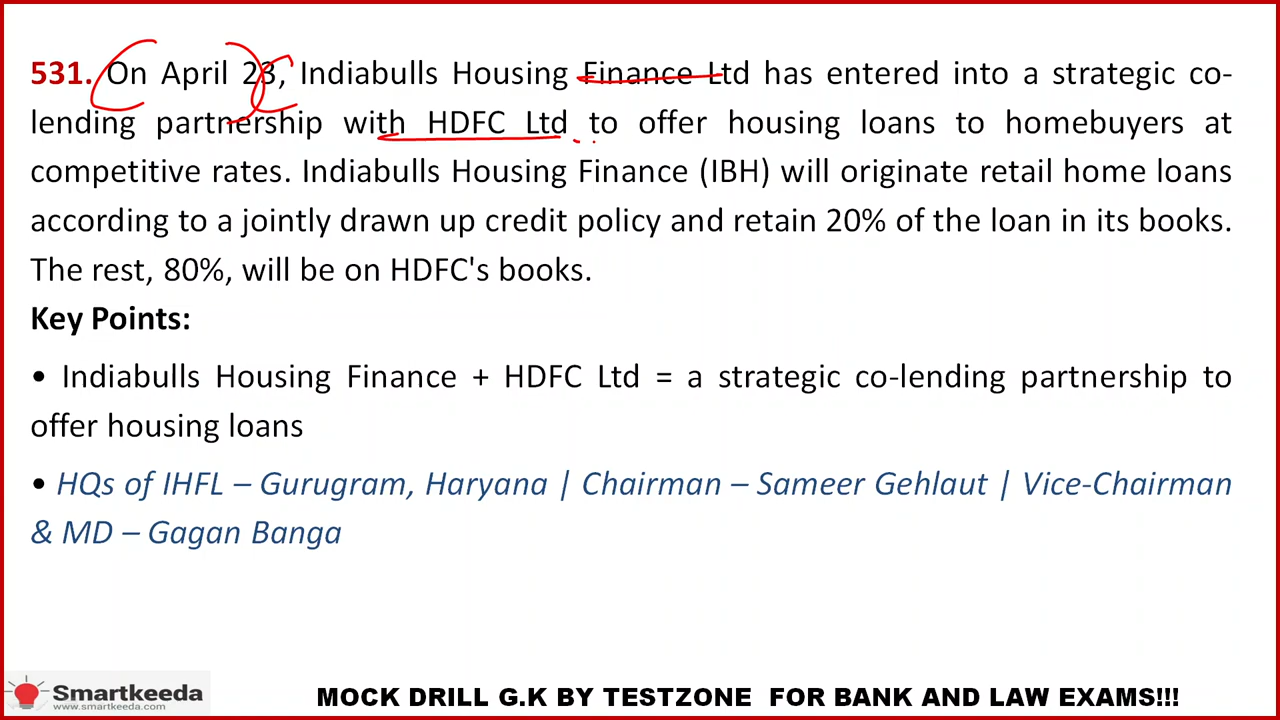 531. On April 23, Indiabulls Housing Finance Ltd has entered into a strategic co-
lending partnership with HDFC Ltd to offer housing loans to homebuyers at
competitive rates. Indiabulls Housing Finance (IBH) will originate retail home loans
according to a jointly drawn up credit policy and retain 20% of the loan in its books.
The rest, 80%, will be on HDFC's books.
Key Points:
• Indiabulls Housing Finance + HDFC Ltd = a strategic co-lending partnership to
offer housing loans
• HQs of IHFL – Gurugram, Haryana | Chairman – Sameer Gehlaut | Vice-Chairman
& MD – Gagan Banga
Smartkeeda
www.smartkeeda.com
MOCK DRILL G.K BY TESTZONE FOR BANK AND LAW EXAMS!!!